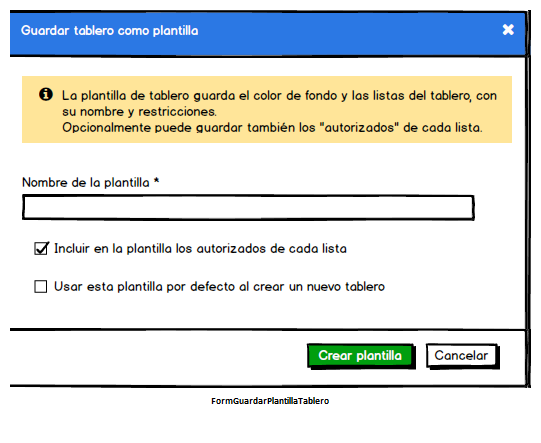 Guardar tablero como plantilla
La plantilla de tablero guarda el color de fondo y las listas del tablero, con
su nombre y restricciones.
Opcionalmente puede guardar también los "autorizados" de cada lista.
Nombre de la plantilla *
Incluir en la plantilla los autorizados de cada lista
Usar esta plantilla por defecto al crear un nuevo tablero
Crear plantilla
Cancelar
FormGuardarPlantillaTablero